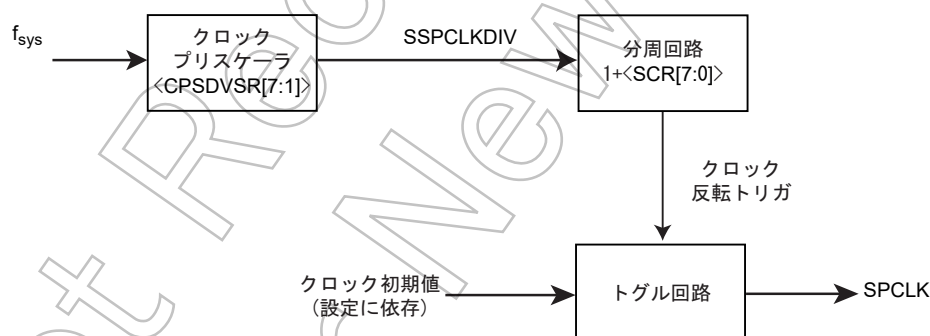 fsys
クロック
プリスケーラ
<CPSDVSR[7:1]>
SSPCLKDIV
分周回路
1+<SCR[7:0]>
クロック
反転トリガ
クロック初期値
（設定に依存）
トグル回路
SPCLK